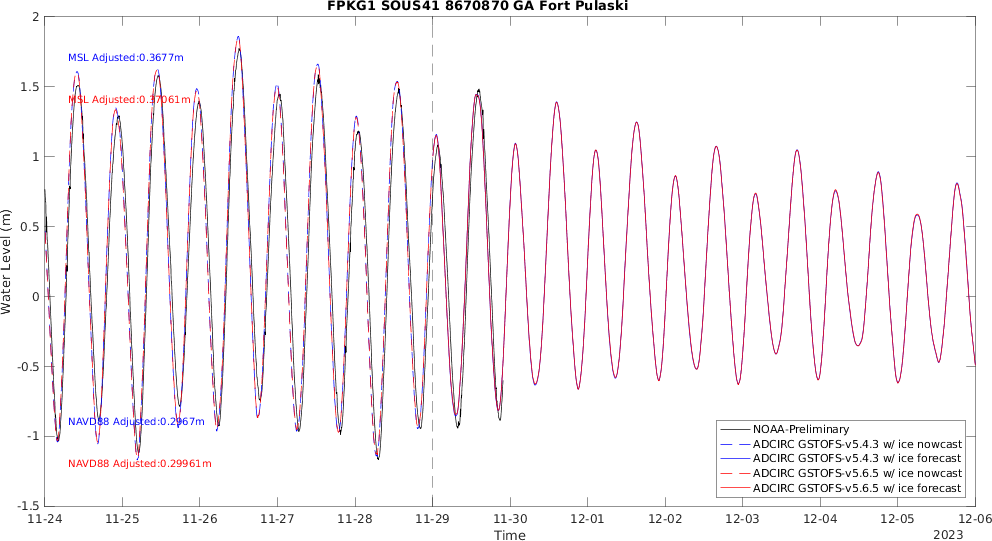 FPKG1 SOUS41 8670870 GA Fort Pulaski
2
1.5
1
0.5
0
-0.5
-1
-1.5
Water Level (m)
MSL Adjusted:0.3677m
MSL Adjusted:0.37061m
NAVD88 Adjusted:0.2967m
NAVD88 Adjusted:0.29961m
NOAA-Preliminary
ADCIRC GSTOFS-v5.4.3 w/ ice nowcast
ADCIRC GSTOFS-v5.4.3 w/ ice forecast
ADCIRC GSTOFS-v5.6.5 w/ ice nowcast
ADCIRC GSTOFS-v5.6.5 w/ ice forecast
11-24 11-25 11-26 11-27 11-28 11-29 11-30 12-01 12-02 12-03 12-04 12-05 12-06
Time
2023